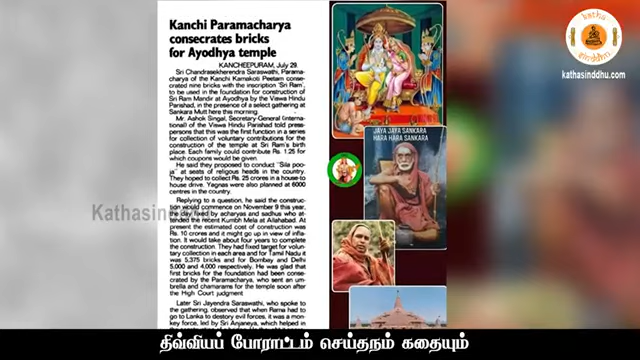 Kanchi Paramacharya
consecrates bricks
for Ayodhya temple
KANCHEEPURAM, July 29.
Sri Chandrasekherendra Saraswathi, Parama-
charya of the Kanchi Kamakoti Peetam conse-
crated nine bricks with the inscription 'Sri Ram',
to be used in the foundation for construction of
Sri Ram Mandir at Ayodhya by the Viswa Hindu
Parishad, in the presence of a select gathering at
Sankara Mutt here this morning.
Mr. Ashok Singal, Secretary-General (interna-
tional) of the Viswa Hindu Parishad told press-
persons that this was the first function in a series
for collection of voluntary contributions for the
construction of the temple at Sri Ram's birth
place. Each family could contribute Rs. 1.25 for
which coupons would be given.
He said they proposed to conduct "Sila poo-
ja" at seats of religious heads in the country.
They hoped to collect Rs. 25 crores in a house-to
house drive. Yagnas were also planned at 6000
centres in the country.
Replying to a question, he said the construc-
tion would commence on November 9 this year,
the day fixed by acharyas and sadhus who at-
tended the recent Kumbh Mela at Allahabad. At
present the estimated cost of construction was
Rs. 10 crores and it might go up in view of infla-
tion. It would take about four years to complete
the construction. They had fixed target for volun-
tary collection in each area and for Tamil Nadu it
was 5,375 bricks and for Bombay and Delhi
5,000 and 4,000 respectively. He was glad that
first bricks for the foundation had been conse-
crated by the Paramacharya, who sent an um-
brella and chamarams for the temple soon after
the High Court judgment
Later Sri Jayendra Saraswathi, who spoke to
the gathering, observed that when Rama had to
go to Lanka to destory evil forces, it was a mon-
key force, led by Sri Anjaneya, which helped in
JAYA JAYA SANKARA
HARA HARA SANKARA
katha
sinddhu
kathasinddhu.com
Kathasinddhu.com
தீவ்வியப் போராட்டம் செய்தநம் கதையும்